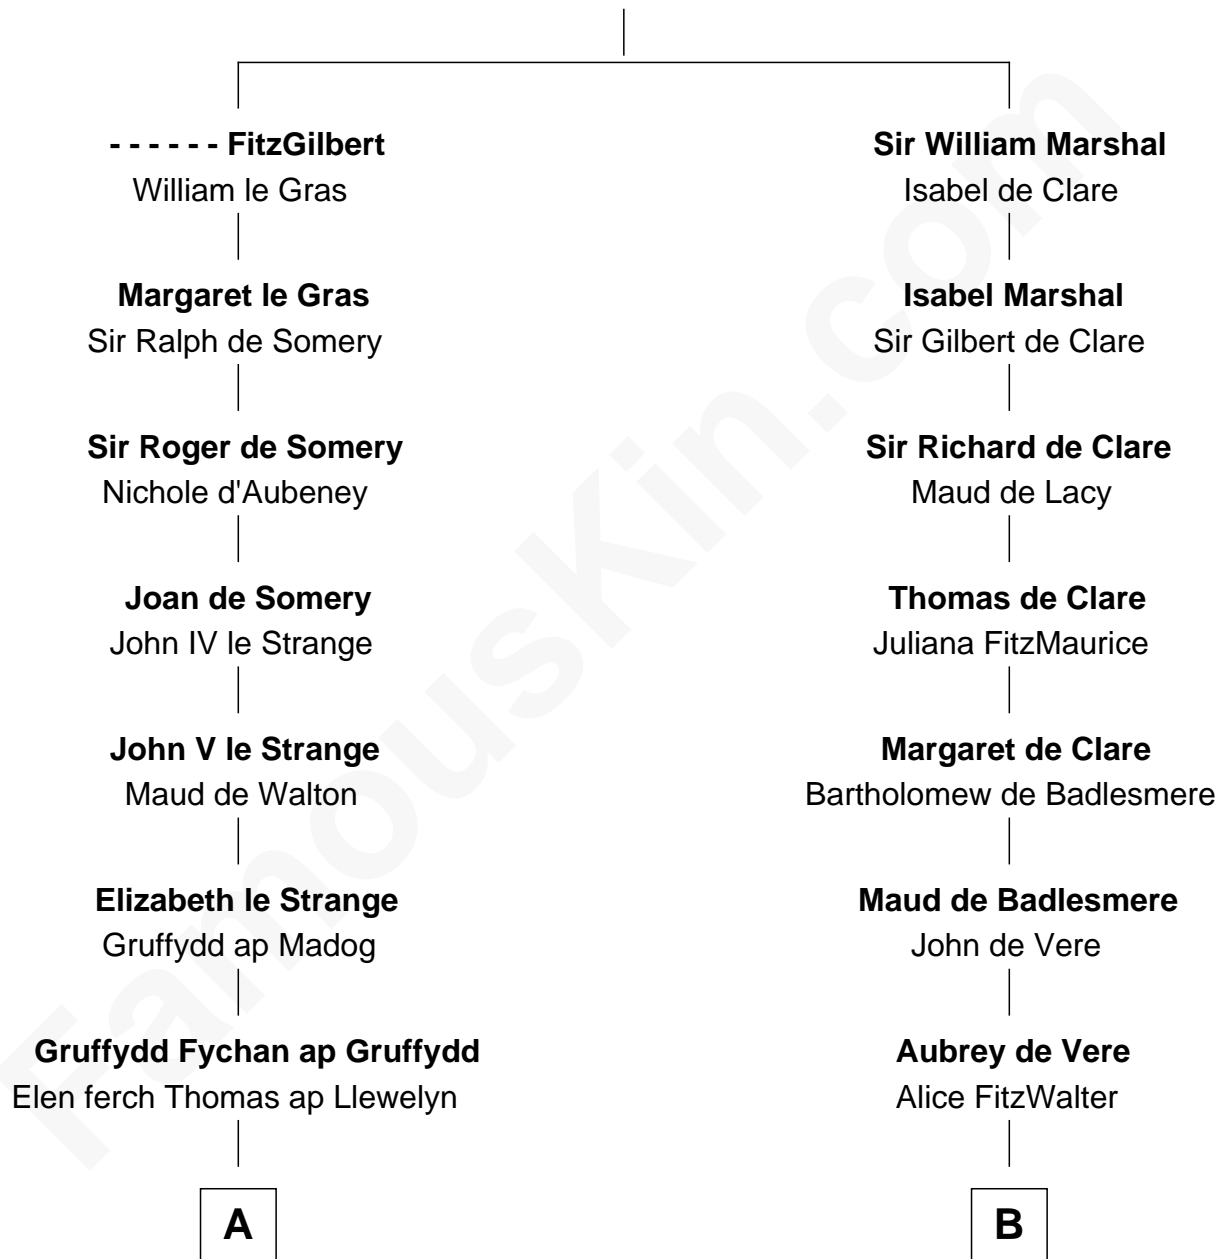 - - - - - - FitzGilbert
William le Gras
Margaret le Gras
Sir Ralph de Somery
Sir Roger de Somery
Nichole d'Aubeney
Joan de Somery
John IV le Strange
John V le Strange
Maud de Walton
Elizabeth le Strange
Gruffydd ap Madog
Gruffydd Fychan ap Gruffydd
Elen ferch Thomas ap Llewelyn
A
Sir William Marshal
Isabel de Clare
Isabel Marshal
Sir Gilbert de Clare
Sir Richard de Clare
Maud de Lacy
Thomas de Clare
Juliana FitzMaurice
Margaret de Clare
Bartholomew de Badlesmere
Maud de Badlesmere
John de Vere
Aubrey de Vere
Alice FitzWalter
B
FamousKin.com